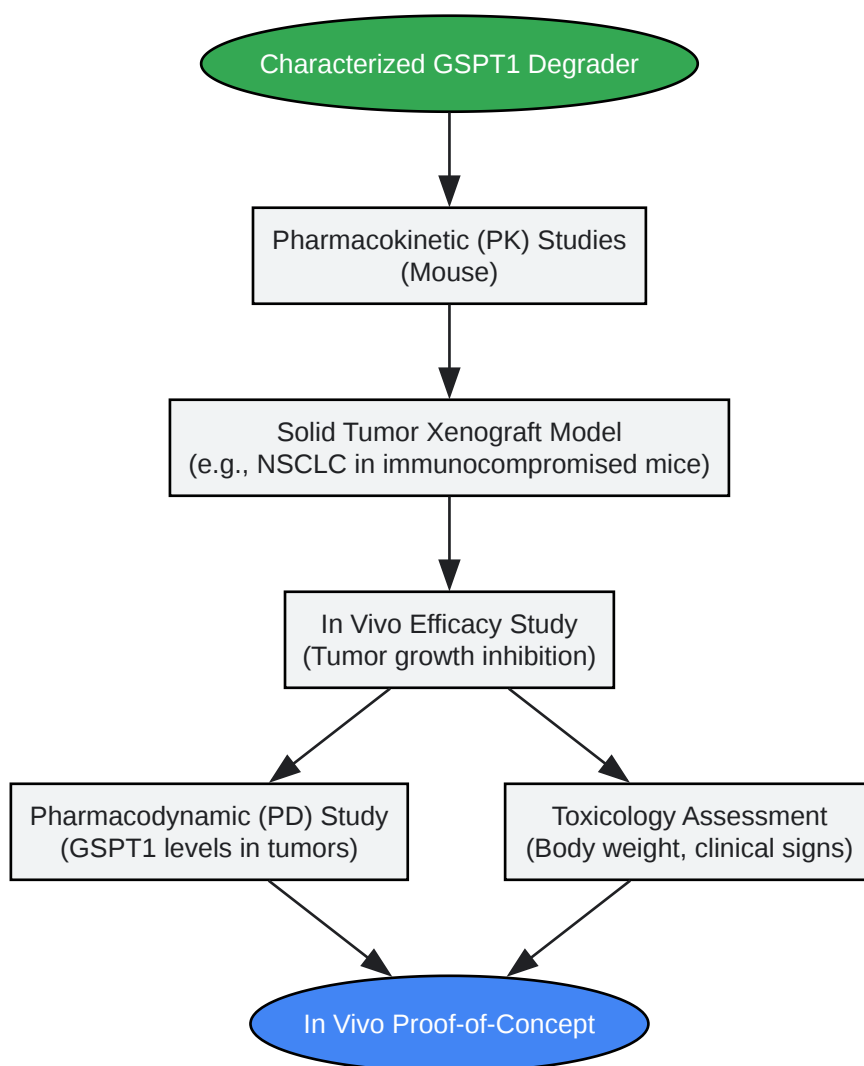 Characterized GSPT1 Degrader
Pharmacokinetic (PK) Studies
(Mouse)
Solid Tumor Xenograft Model
(e.g., NSCLC in immunocompromised mice)
In Vivo Efficacy Study
(Tumor growth inhibition)
Pharmacodynamic (PD) Study
(GSPT1 levels in tumors)
Toxicology Assessment
(Body weight, clinical signs)
In Vivo Proof-of-Concept